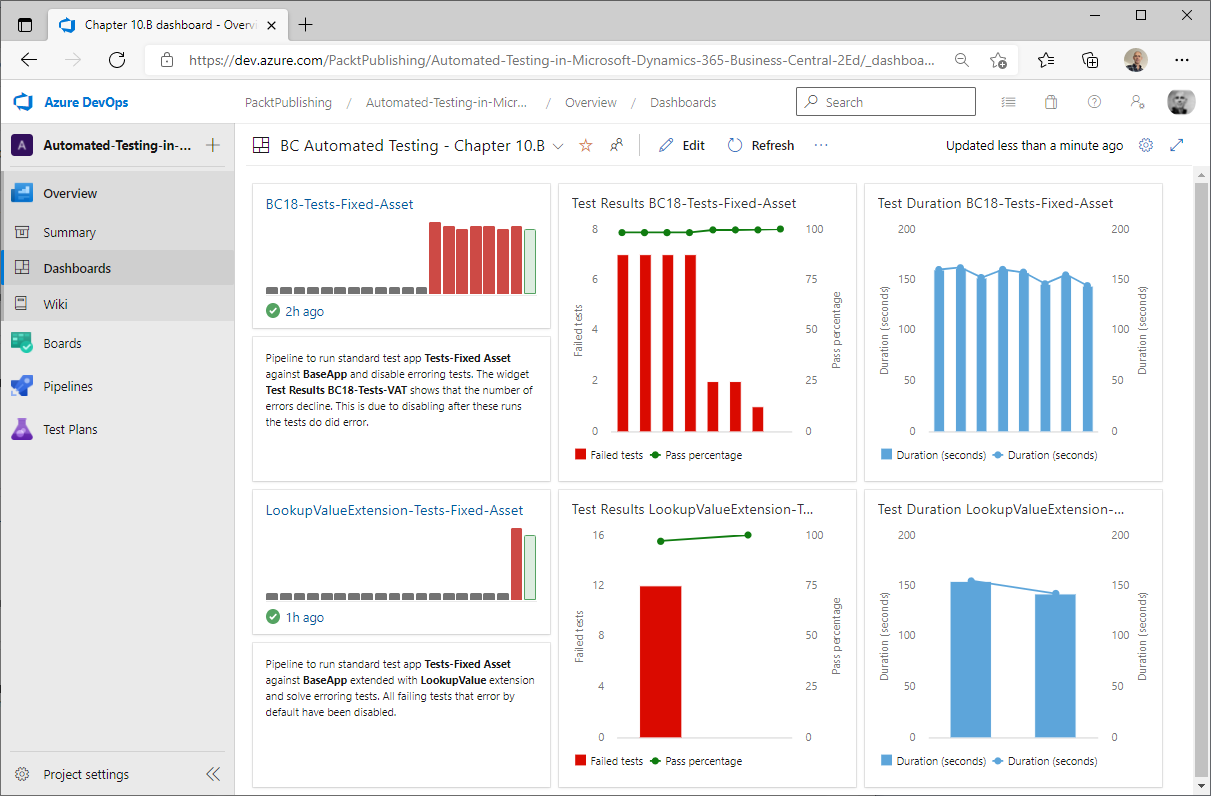 Chapter 10.B dashboard - Overvi
https://dev.azure.com/PacktPublishing/Automated-Testing-in-Microsoft-Dynamics-365-Business-Central-2Ed/_dashboa...
Azure DevOps
PacktPublishing / Automated-Testing-in-Micr... / Overview / Dashboards
Search
A Automated-Testing-in-...
Overview
Summary
Dashboards
Wiki
Boards
Pipelines
Test Plans
Project settings
BC Automated Testing - Chapter 10.B
Edit
Refresh
Updated less than a minute ago
BC18-Tests-Fixed-Asset
2h ago
Pipeline to run standard test app Tests-Fixed Asset
against BaseApp and disable erroring tests. The widget
Test Results BC18-Tests-VAT shows that the number of
errors decline. This is due to disabling after these runs
the tests do did error.
Test Results BC18-Tests-Fixed-Asset
8 100
6 75
4 50
2 25
0 0
Failed tests
Pass percentage
Failed tests Pass percentage
Test Duration BC18-Tests-Fixed-Asset
200 200
150 150
100 100
50 50
0 0
Duration (seconds)
Duration (seconds)
Duration (seconds) Duration (seconds)
LookupValueExtension-Tests-Fixed-Asset
1h ago
Pipeline to run standard test app Tests-Fixed Asset
against BaseApp extended with LookupValue extension
and solve erroring tests. All failing tests that error by
default have been disabled.
Test Results LookupValueExtension-T...
16 100
12 75
8 50
4 25
0 0
Failed tests
Pass percentage
Failed tests Pass percentage
Test Duration LookupValueExtension-...
200 200
150 150
100 100
50 50
0 0
Duration (seconds)
Duration (seconds)
Duration (seconds) Duration (seconds)